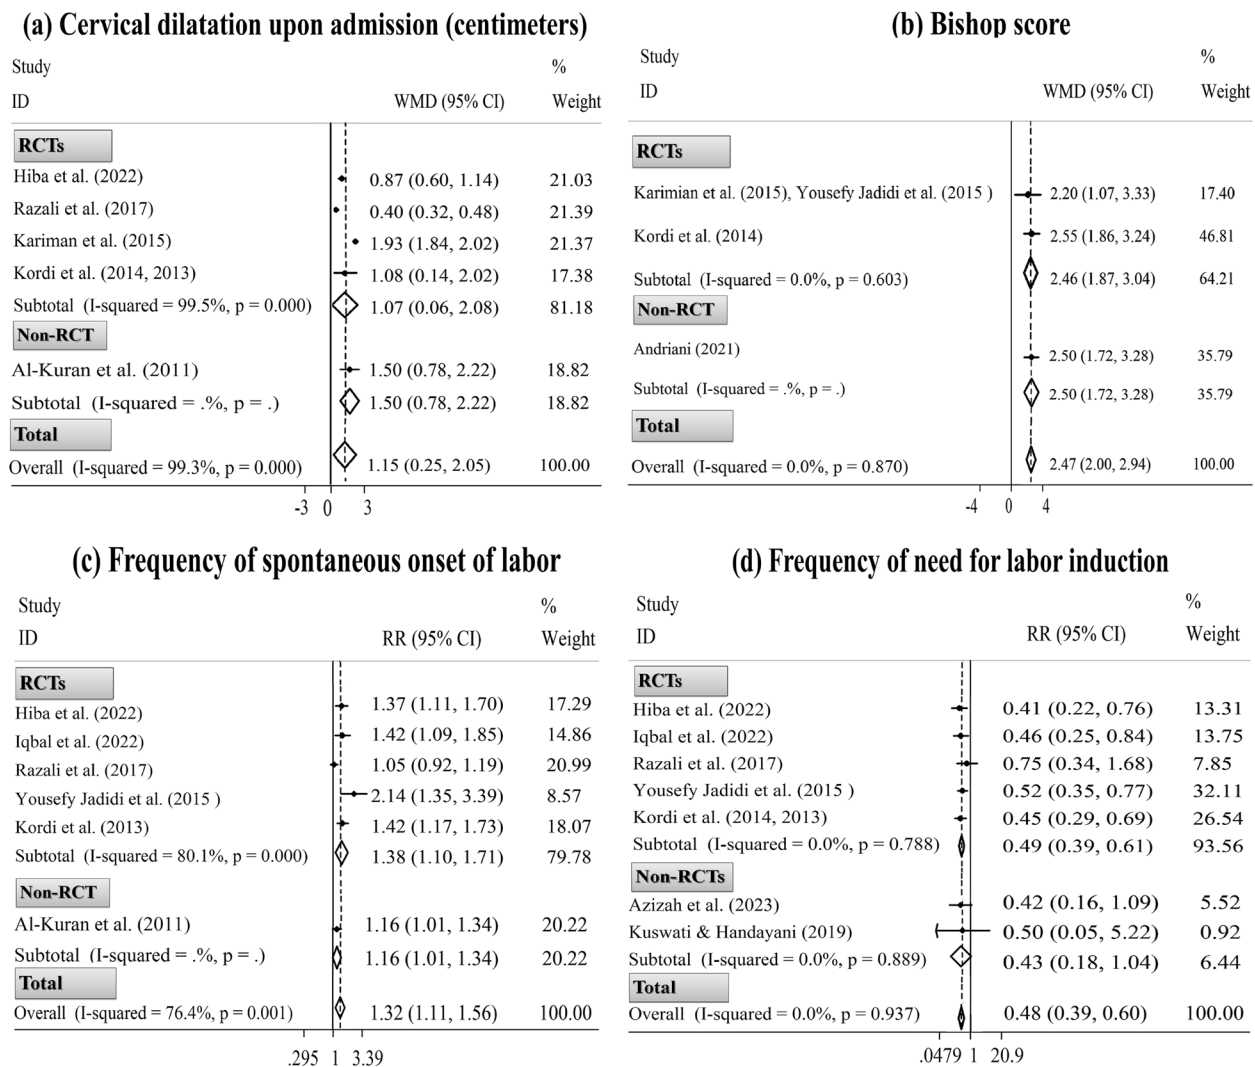 (a) Cervical dilatation upon admission (centimeters)
Study %
ID WMD (95% CI) Weight
RCTs
Hiba et al. (2022) 0.87 (0.60, 1.14) 21.03
Razali et al. (2017) 0.40 (0.32, 0.48) 21.39
Kariman et al. (2015) 1.93 (1.84, 2.02) 21.37
Kordi et al. (2014, 2013) 1.08 (0.14, 2.02) 17.38
Subtotal (I-squared = 99.5%, p = 0.000) 1.07 (0.06, 2.08) 81.18
Non-RCT
Al-Kuran et al. (2011) 1.50 (0.78, 2.22) 18.82
Subtotal (I-squared = .%, p = .) 1.50 (0.78, 2.22) 18.82
Total
Overall (I-squared = 99.3%, p = 0.000) 1.15 (0.25, 2.05) 100.00
-3 0 3
(b) Bishop score
Study %
ID WMD (95% CI) Weight
RCTs
Karimian et al. (2015), Yousefy Jadidi et al. (2015 ) 2.20 (1.07, 3.33) 17.40
Kordi et al. (2014) 2.55 (1.86, 3.24) 46.81
Subtotal (I-squared = 0.0%, p = 0.603) 2.46 (1.87, 3.04) 64.21
Non-RCT
Andriani (2021) 2.50 (1.72, 3.28) 35.79
Subtotal (I-squared = .%, p = .) 2.50 (1.72, 3.28) 35.79
Total
Overall (I-squared = 0.0%, p = 0.870) 2.47 (2.00, 2.94) 100.00
-4 0 4
(c) Frequency of spontaneous onset of labor
Study %
ID RR (95% CI) Weight
RCTs
Hiba et al. (2022) 1.37 (1.11, 1.70) 17.29
Iqbal et al. (2022) 1.42 (1.09, 1.85) 14.86
Razali et al. (2017) 1.05 (0.92, 1.19) 20.99
Yousefy Jadidi et al. (2015 ) 2.14 (1.35, 3.39) 8.57
Kordi et al. (2013) 1.42 (1.17, 1.73) 18.07
Subtotal (I-squared = 80.1%, p = 0.000) 1.38 (1.10, 1.71) 79.78
Non-RCT
Al-Kuran et al. (2011) 1.16 (1.01, 1.34) 20.22
Subtotal (I-squared = .%, p = .) 1.16 (1.01, 1.34) 20.22
Total
Overall (I-squared = 76.4%, p = 0.001) 1.32 (1.11, 1.56) 100.00
.295 1 3.39
(d) Frequency of need for labor induction
Study %
ID RR (95% CI) Weight
RCTs
Hiba et al. (2022) 0.41 (0.22, 0.76) 13.31
Iqbal et al. (2022) 0.46 (0.25, 0.84) 13.75
Razali et al. (2017) 0.75 (0.34, 1.68) 7.85
Yousefy Jadidi et al. (2015 ) 0.52 (0.35, 0.77) 32.11
Kordi et al. (2014, 2013) 0.45 (0.29, 0.69) 26.54
Subtotal (I-squared = 0.0%, p = 0.788) 0.49 (0.39, 0.61) 93.56
Non-RCTs
Azizah et al. (2023) 0.42 (0.16, 1.09) 5.52
Kuswati & Handayani (2019) 0.50 (0.05, 5.22) 0.92
Subtotal (I-squared = 0.0%, p = 0.889) 0.43 (0.18, 1.04) 6.44
Total
Overall (I-squared = 0.0%, p = 0.937) 0.48 (0.39, 0.60) 100.00
.0479 1 20.9